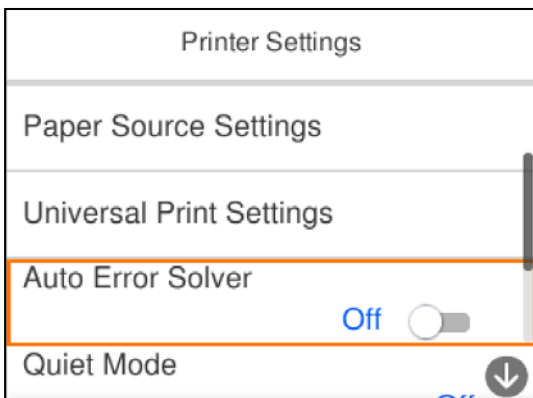 Printer Settings
Paper Source Settings
Universal Print Settings
Auto Error Solver
Off
Quiet Mode